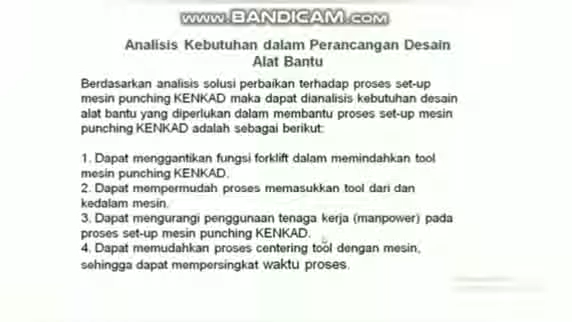 www.BANDICAM.com
Analisis Kebutuhan dalam Perancangan Desain
Alat Bantu
Berdasarkan analisis solusi perbaikan terhadap proses set-up
mesin punching KENKAD maka dapat dianalisis kebutuhan desain
alat bantu yang diperlukan dalam membantu proses set-up mesin
punching KENKAD adalah sebagai berikut:
1. Dapat menggantikan fungsi forklift dalam memindahkan tool
mesin punching KENKAD.
2. Dapat mempermudah proses memasukkan tool dari dan
kedalam mesin.
3. Dapat mengurangi penggunaan tenaga kerja (manpower) pada
proses set-up mesin punching KENKAD.
4. Dapat memudahkan proses centering tool dengan mesin,
sehingga dapat mempersingkat waktu proses.